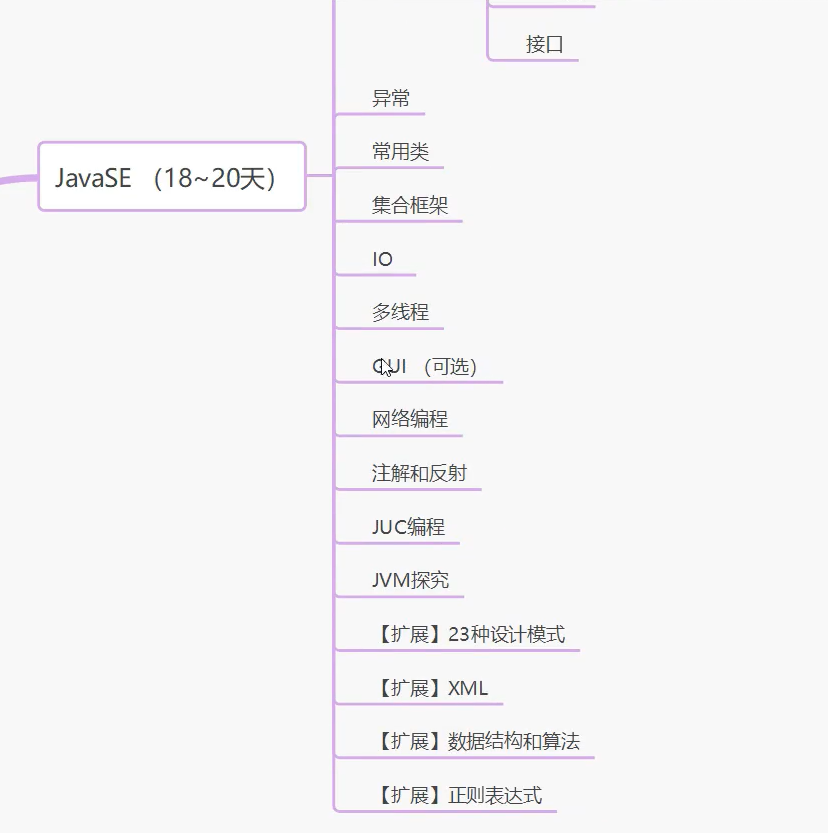 接口
异常
常用类
JavaSE （18~20天）
集合框架
IO
多线程
GUI （可选）
网络编程
注解和反射
JUC编程
JVM探究
【扩展】23种设计模式
【扩展】XML
【扩展】数据结构和算法
【扩展】正则表达式